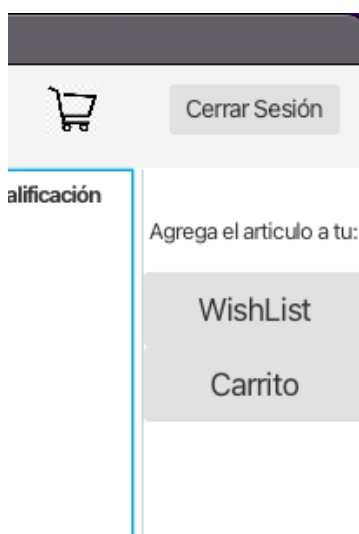 Cerrar Sesión
alificación
Agrega el articulo a tu:
WishList
Carrito